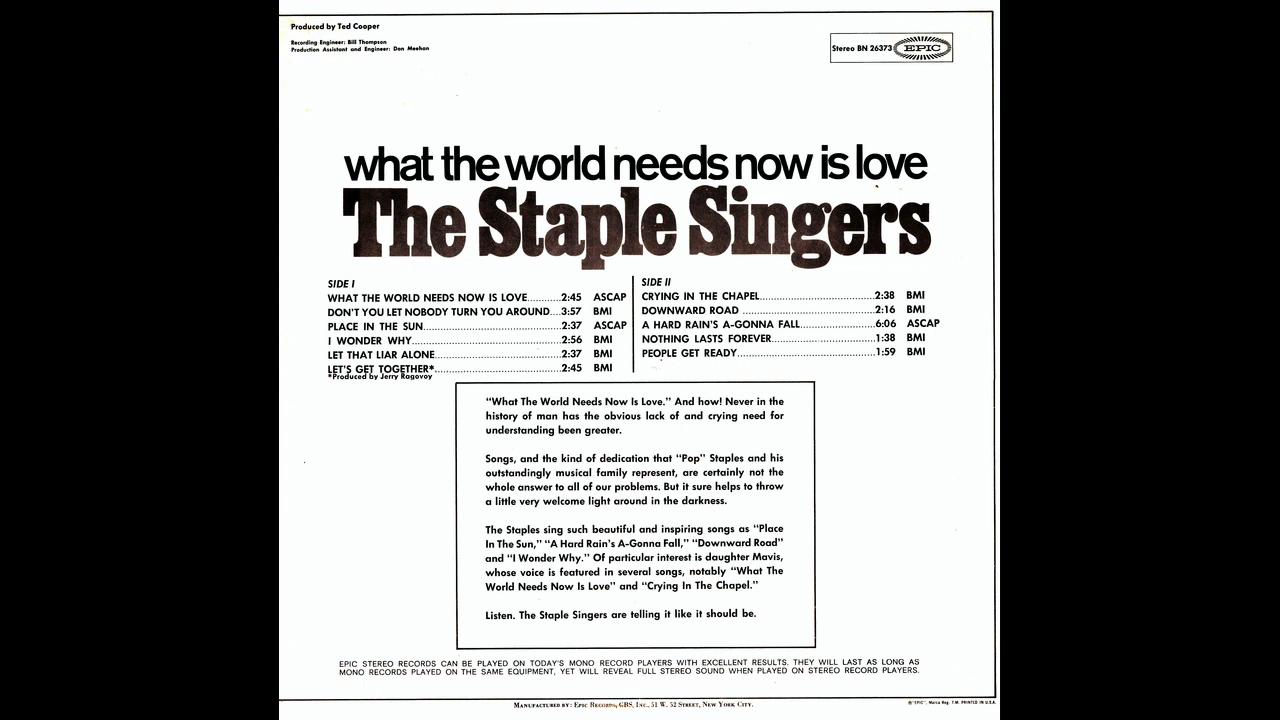 Produced by Ted Cooper
Recording Engineer: Bill Thompson
Production Assistant and Engineer: Don Meehan
Stereo BN 26373 EPIC
what the world needs now is love
The Staple Singers
SIDE I
WHAT THE WORLD NEEDS NOW IS LOVE............2:45 ASCAP
DON'T YOU LET NOBODY TURN YOU AROUND....3:57 BMI
PLACE IN THE SUN..................................................2:37 ASCAP
I WONDER WHY......................................................2:56 BMI
LET THAT LIAR ALONE.............................................2:37 BMI
LET'S GET TOGETHER*.............................................2:45 BMI
*Produced by Jerry Ragovoy
SIDE II
CRYING IN THE CHAPEL..........................................2:38 BMI
DOWNWARD ROAD ................................................2:16 BMI
A HARD RAIN'S A-GONNA FALL...........................6:06 ASCAP
NOTHING LASTS FOREVER......................................1:38 BMI
PEOPLE GET READY..................................................1:59 BMI
"What The World Needs Now Is Love." And how! Never in the
history of man has the obvious lack of and crying need for
understanding been greater.
Songs, and the kind of dedication that "Pop" Staples and his
outstandingly musical family represent, are certainly not the
whole answer to all of our problems. But it sure helps to throw
a little very welcome light around in the darkness.
The Staples sing such beautiful and inspiring songs as "Place
In The Sun," "A Hard Rain's A-Gonna Fall," "Downward Road"
and "I Wonder Why." Of particular interest is daughter Mavis,
whose voice is featured in several songs, notably "What The
World Needs Now Is Love" and "Crying In The Chapel."
Listen. The Staple Singers are telling it like it should be.
EPIC STEREO RECORDS CAN BE PLAYED ON TODAY'S MONO RECORD PLAYERS WITH EXCELLENT RESULTS. THEY WILL LAST AS LONG AS
MONO RECORDS PLAYED ON THE SAME EQUIPMENT, YET WILL REVEAL FULL STEREO SOUND WHEN PLAYED ON STEREO RECORD PLAYERS.
Manufactured by: Epic Records, CBS, Inc., 51 W. 52 Street, New York City.
®"EPIC", Marca Reg. T.M. PRINTED IN U.S.A.